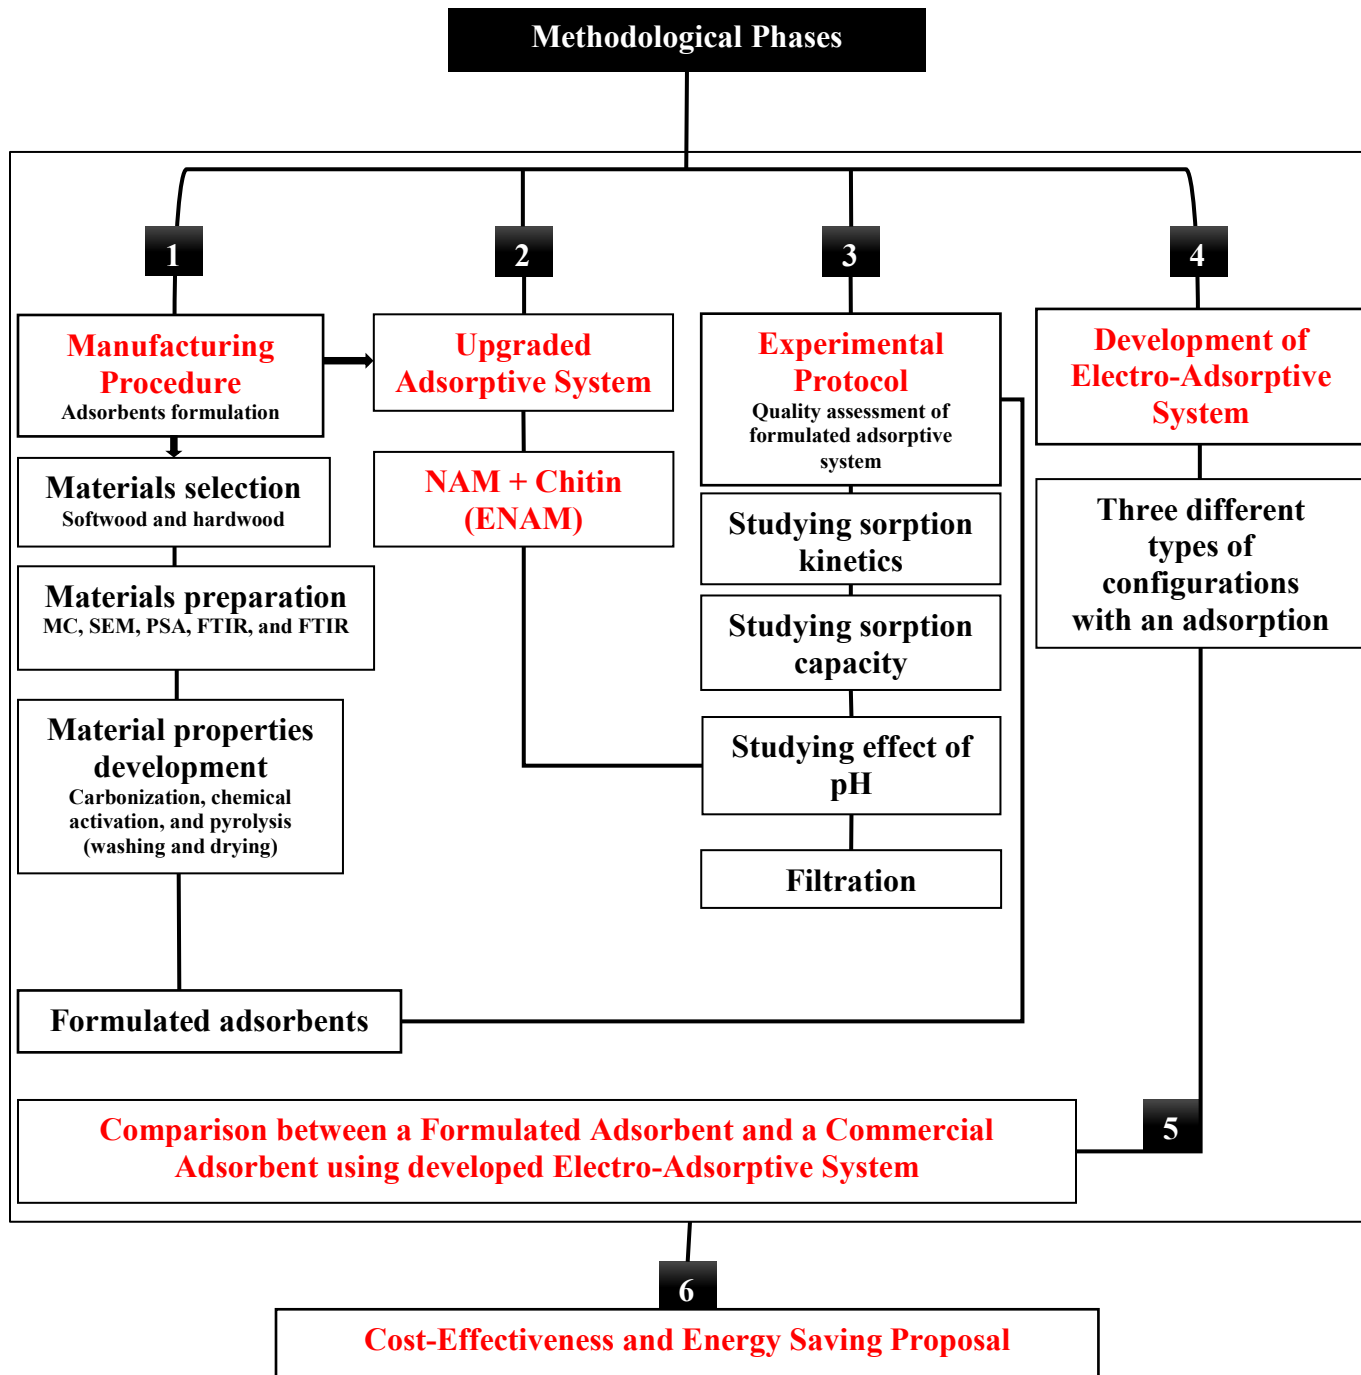 Methodological Phases
1
2
3
4
Manufacturing
Procedure
Adsorbents formulation
Materials selection
Softwood and hardwood
Materials preparation
MC, SEM, PSA, FTIR, and FTIR
Material properties
development
Carbonization, chemical
activation, and pyrolysis
(washing and drying)
Formulated adsorbents
Upgraded
Adsorptive System
NAM + Chitin
(ENAM)
Experimental
Protocol
Quality assessment of
formulated adsorptive
system
Studying sorption
kinetics
Studying sorption
capacity
Studying effect of
pH
Filtration
Development of
Electro-Adsorptive
System
Three different
types of
configurations
with an adsorption
5
Comparison between a Formulated Adsorbent and a Commercial
Adsorbent using developed Electro-Adsorptive System
6
Cost-Effectiveness and Energy Saving Proposal